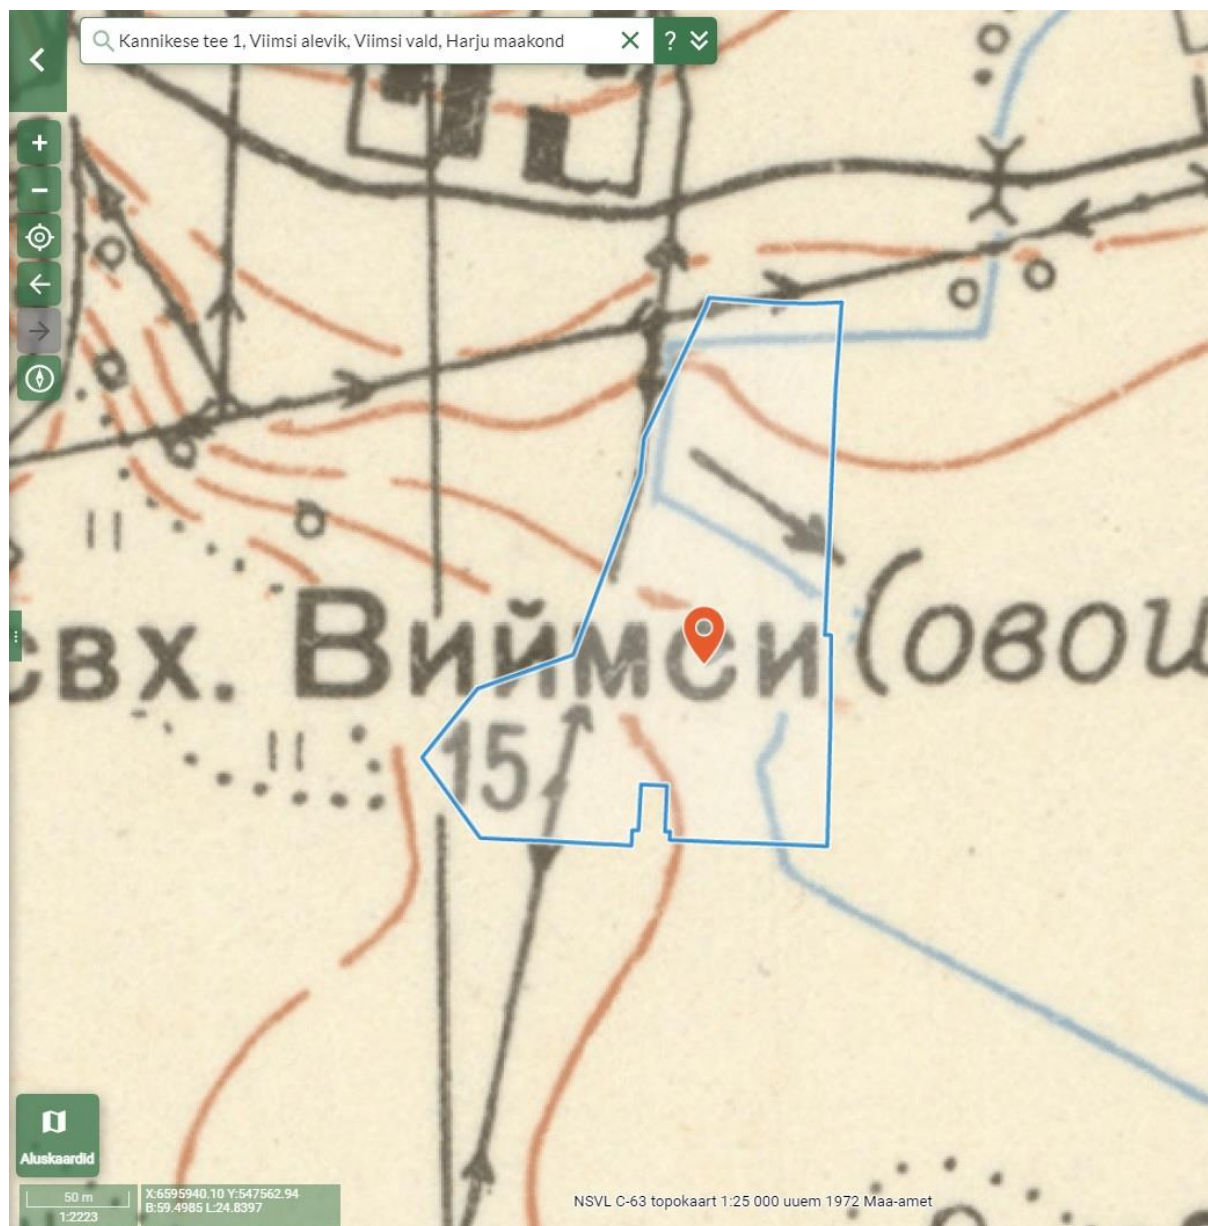 Kannikese tee 1, Viimsi alevik, Viimsi vald, Harju maakond
?
свх. Виймси (овощ
15
Aluskaardid
50 m
1:2223
X:6595940.10 Y:547562.94
B:59.4985 L:24.8397
NSVL C-63 topokaart 1:25 000 uuem 1972 Maa-amet